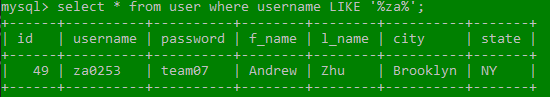 mysql> select * from user where username LIKE '%za%';
+------+----------+----------+--------+--------+----------+-------+
| id   | username | password | f_name | l_name | city     | state |
+------+----------+----------+--------+--------+----------+-------+
|   49 | za0253   | team07   | Andrew | Zhu    | Brooklyn | NY    |
+------+----------+----------+--------+--------+----------+-------+